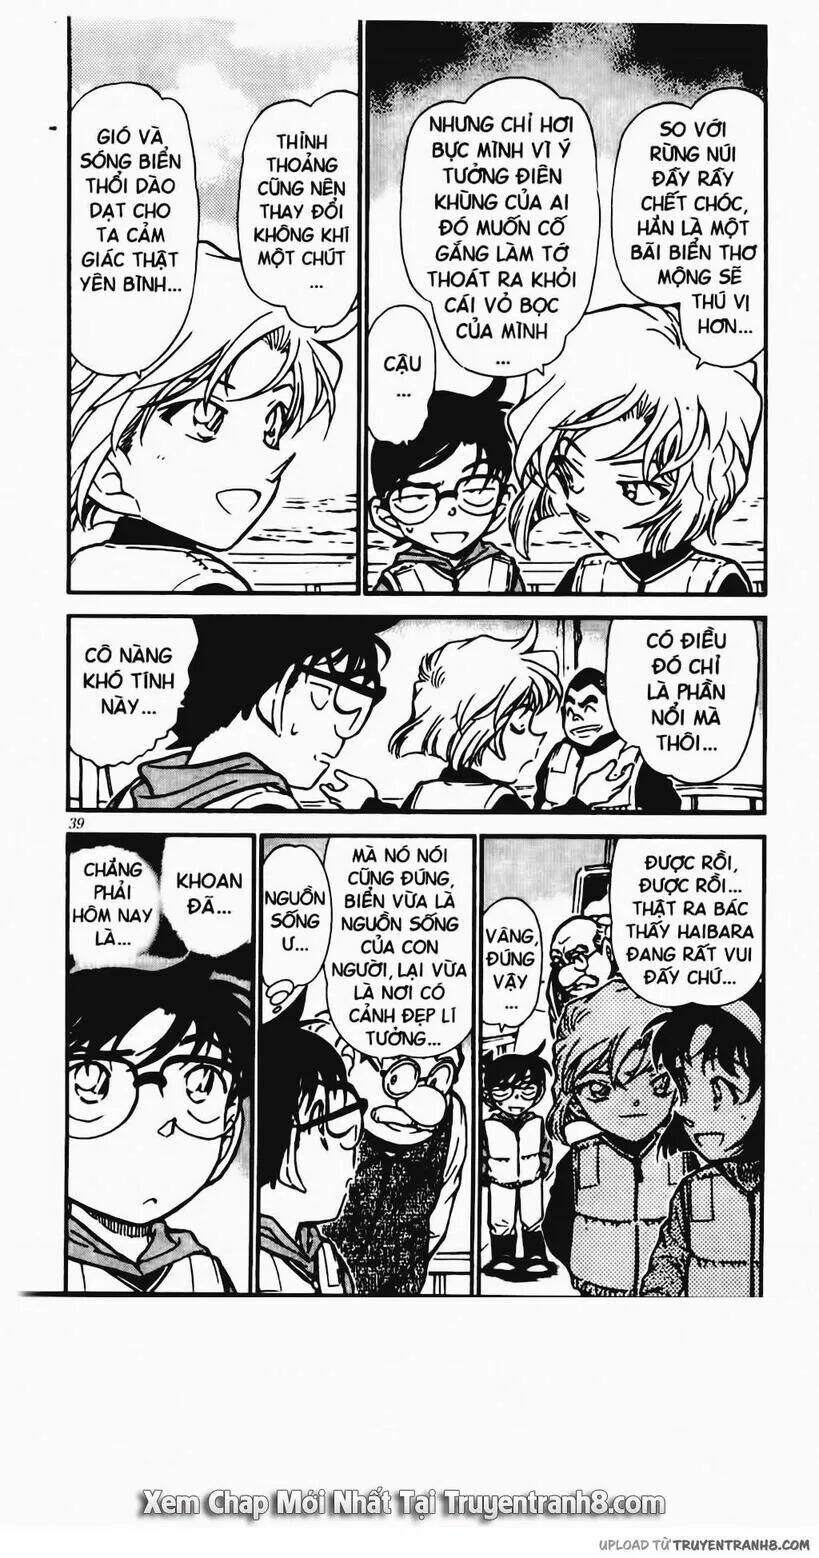 SO VỚI
RỪNG NÚI
ĐẦY RẪY
CHẾT CHÓC,
HẲN LÀ MỘT
BÃI BIỂN THƠ
MỘNG SẼ
THÚ VỊ
HƠN...
NHƯNG CHỈ HƠI
BỰC MÌNH VÌ Ý
TƯỞNG ĐIÊN
KHÙNG CỦA AI
ĐÓ MUỐN CỐ
GẮNG LÀM TỚ
THOÁT RA KHỎI
CÁI VỎ BỌC
CỦA MÌNH
...
CẬU
...
THỈNH
THOẢNG
CŨNG NÊN
THAY ĐỔI
KHÔNG KHÍ
MỘT CHÚT
...
GIÓ VÀ
SÓNG BIỂN
THỔI DÀO
DẠT CHO
TA CẢM
GIÁC THẬT
YÊN BÌNH...
CÓ ĐIỀU
ĐÓ CHỈ
LÀ PHẦN
NỔI MÀ
THÔI...
CÔ NÀNG
KHÓ TÍNH
NÀY...
39
ĐƯỢC RỒI,
ĐƯỢC RỒI...
THẬT RA BÁC
THẤY HAIBARA
ĐANG RẤT VUI
ĐẤY CHỨ...
VÂNG,
ĐÚNG
VẬY
...
MÀ NÓ NÓI
CŨNG ĐÚNG,
BIỂN VỪA LÀ
NGUỒN SỐNG
CỦA CON
NGƯỜI, LẠI VỪA
LÀ NƠI CÓ
CẢNH ĐẸP LÍ
TƯỞNG...
NGUỒN
SỐNG
Ư...
KHOAN
ĐÃ...
CHẲNG
PHẢI
HÔM NAY
LÀ...
Xem Chap Mới Nhất Tại Truyentranh8.com
UPLOAD TỪ TRUYENTRANH8.COM